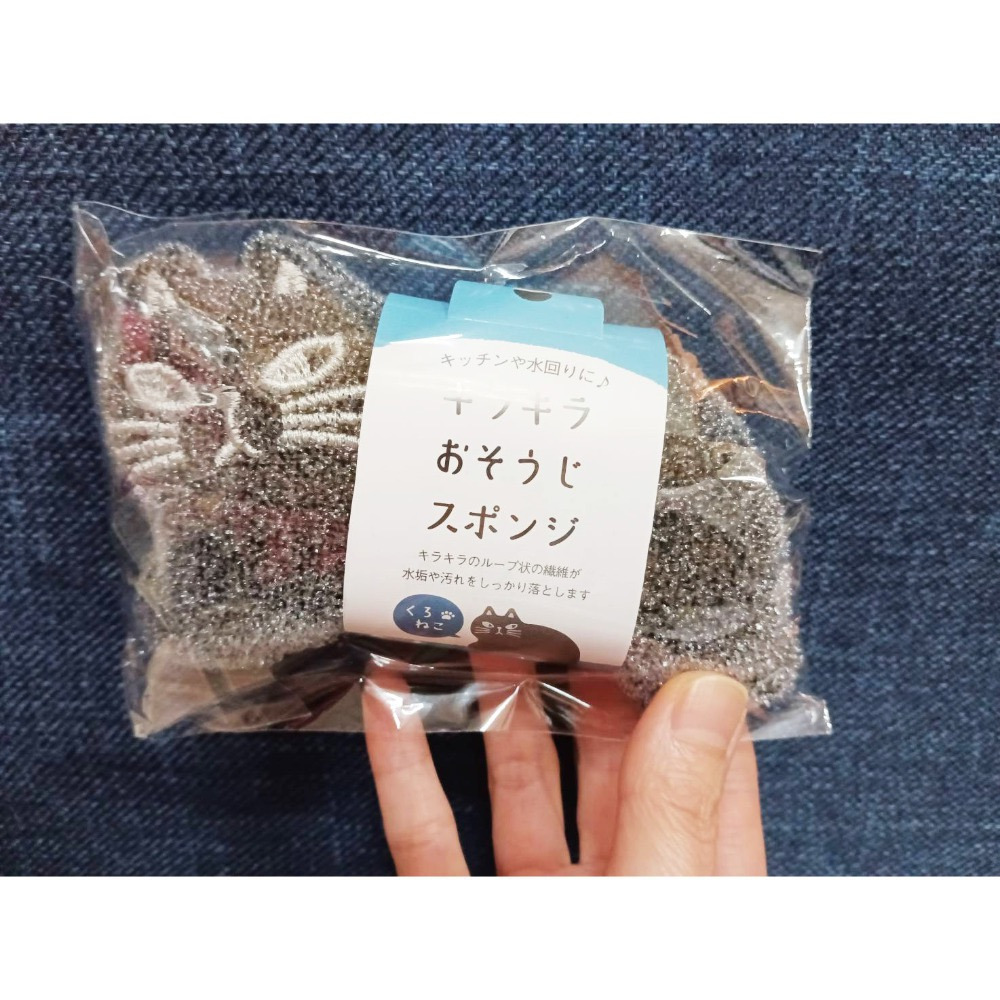 キッチンや水回りに♪
キラキラ
おそうじ
スポンジ
キラキラのループ状の繊維が
水垢や汚れをしっかり落とします
くろ
ねこ